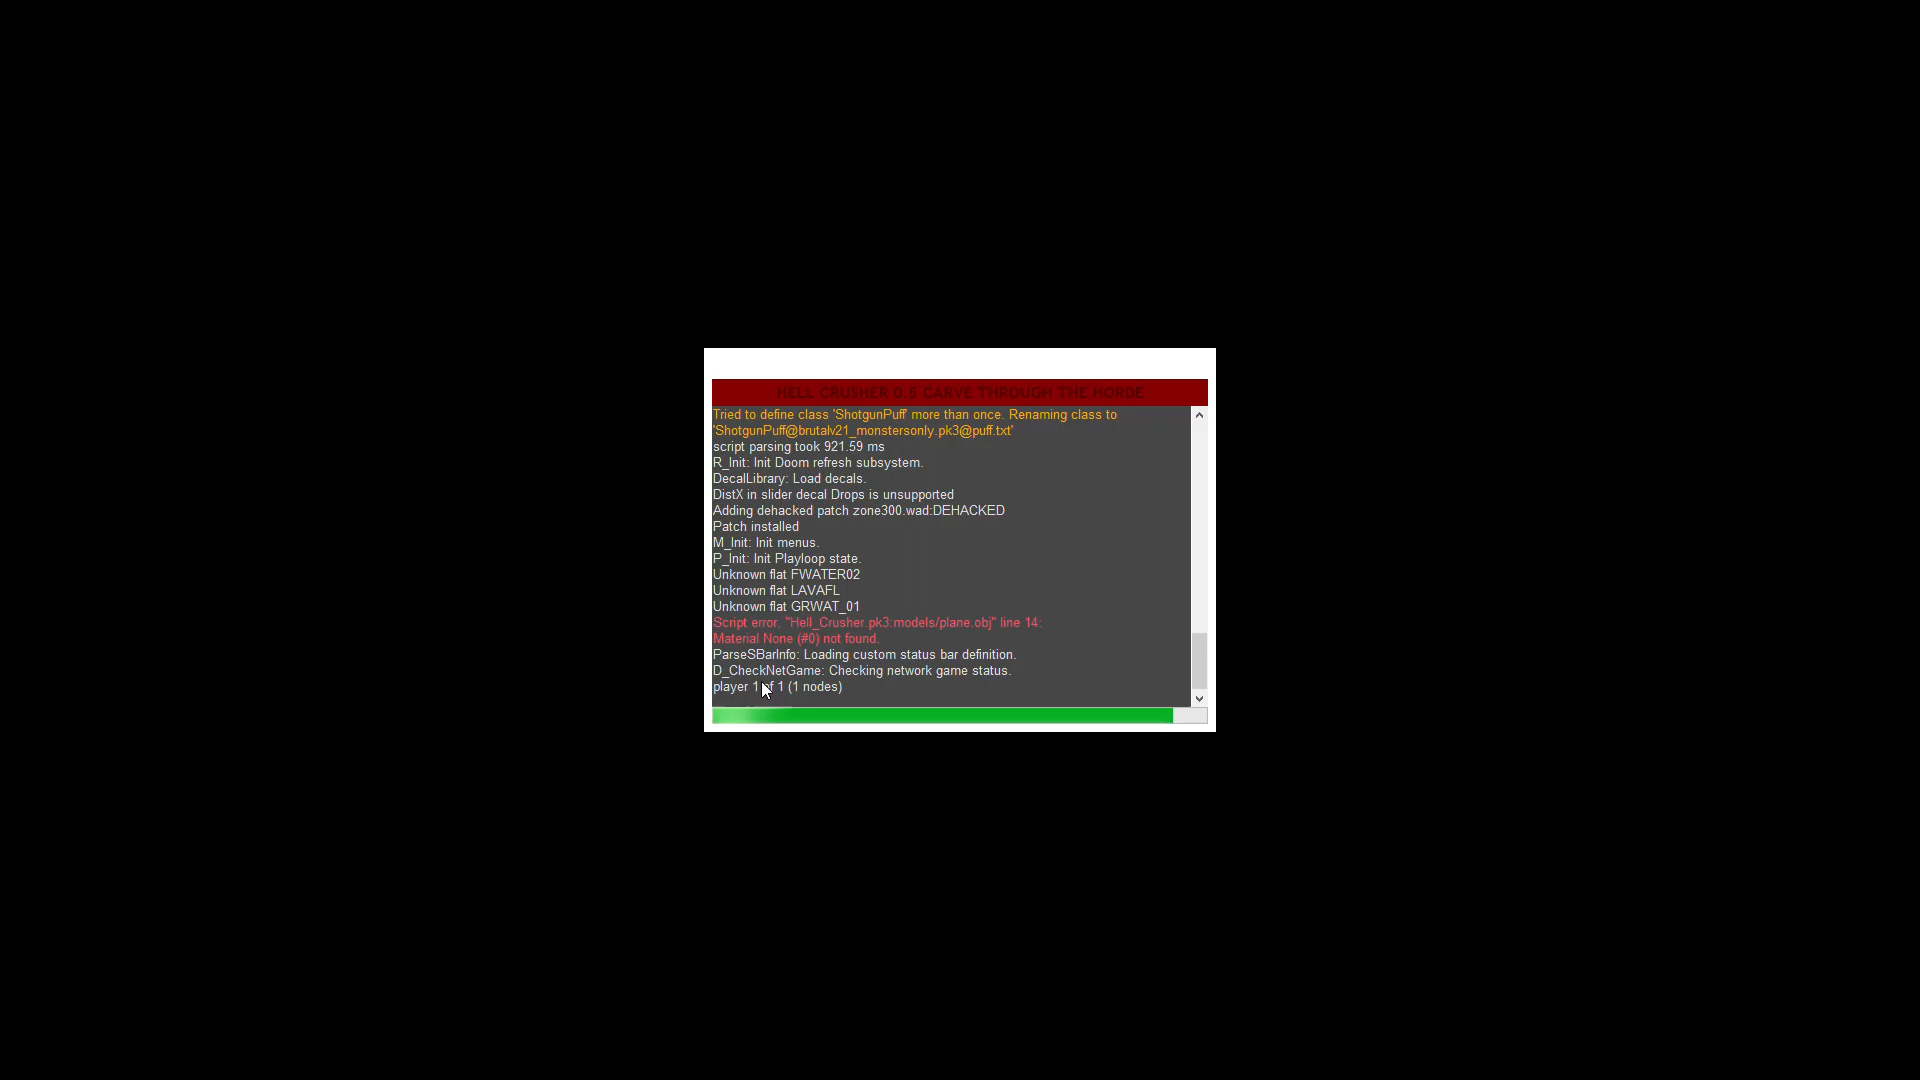 HELL CRUSHER 0.5 CARVE THROUGH THE HORDE
Tried to define class 'ShotgunPuff' more than once. Renaming class to
'ShotgunPuff@brutalv21_monstersonly.pk3@puff.txt'
script parsing took 921.59 ms
R_Init: Init Doom refresh subsystem.
DecalLibrary: Load decals.
DistX in slider decal Drops is unsupported
Adding dehacked patch zone300.wad:DEHACKED
Patch installed
M_Init: Init menus.
P_Init: Init Playloop state.
Unknown flat FWATER02
Unknown flat LAVAFL
Unknown flat GRWAT_01
Script error, "Hell_Crusher.pk3:models/plane.obj" line 14:
Material None (#0) not found.
ParseSBarInfo: Loading custom status bar definition.
D_CheckNetGame: Checking network game status.
player 1 of 1 (1 nodes)